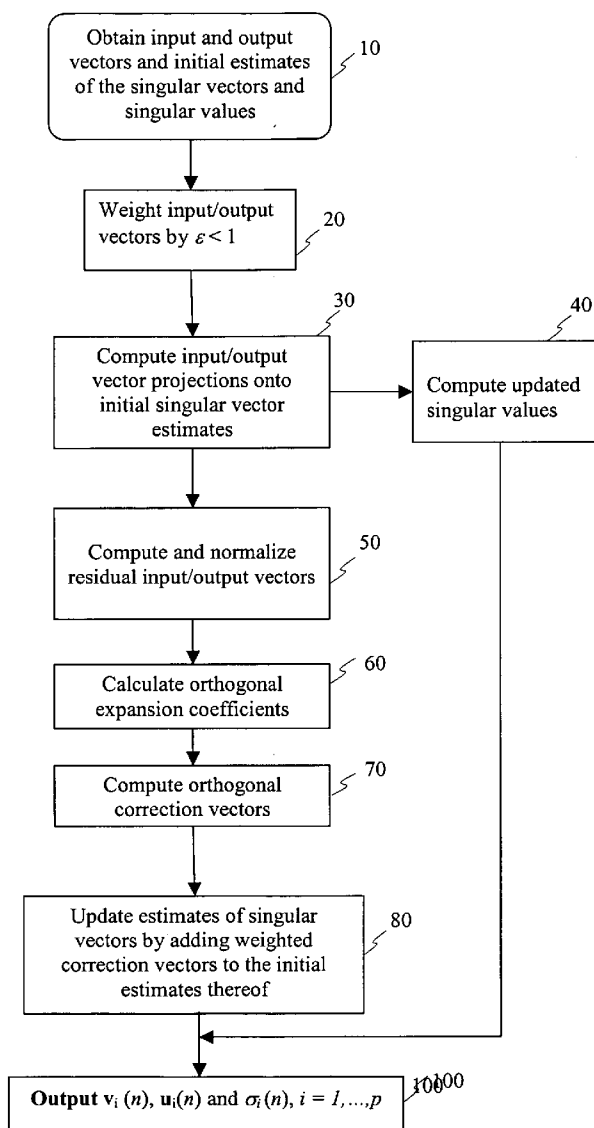 Obtain input and output
vectors and initial estimates
of the singular vectors and
singular values
10
Weight input/output
vectors by ε < 1
20
Compute input/output
vector projections onto
initial singular vector
estimates
30
Compute updated
singular values
40
Compute and normalize
residual input/output vectors
50
Calculate orthogonal
expansion coefficients
60
Compute orthogonal
correction vectors
70
Update estimates of singular
vectors by adding weighted
correction vectors to the initial
estimates thereof
80
Output vᵢ (n), uᵢ(n) and σᵢ(n), i = 1,...,p
100
100